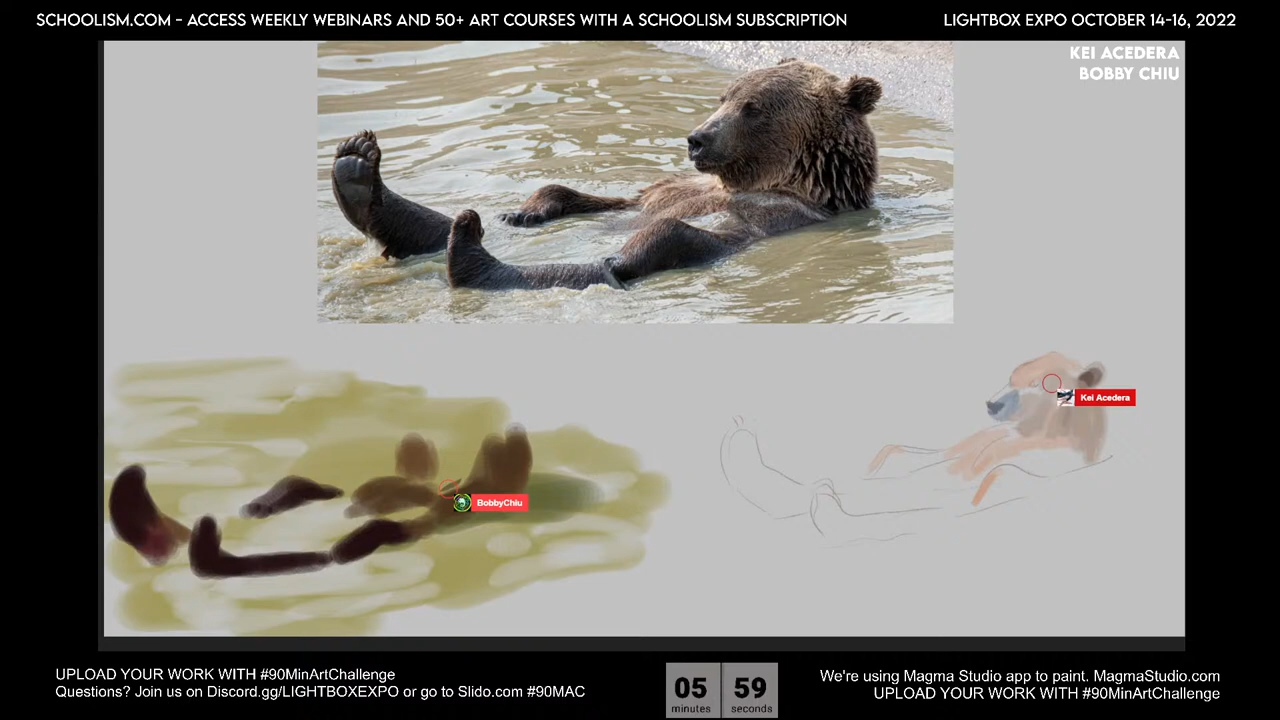 SCHOOLISM.COM – ACCESS WEEKLY WEBINARS AND 50+ ART COURSES WITH A SCHOOLISM SUBSCRIPTION
LIGHTBOX EXPO OCTOBER 14-16, 2022
KEI ACEDERA
BOBBY CHIU
Kei Acedera
BobbyChiu
UPLOAD YOUR WORK WITH #90MinArtChallenge
Questions? Join us on Discord.gg/LIGHTBOXEXPO or go to Slido.com #90MAC
05 59
minutes seconds
We're using Magma Studio app to paint. MagmaStudio.com
UPLOAD YOUR WORK WITH #90MinArtChallenge